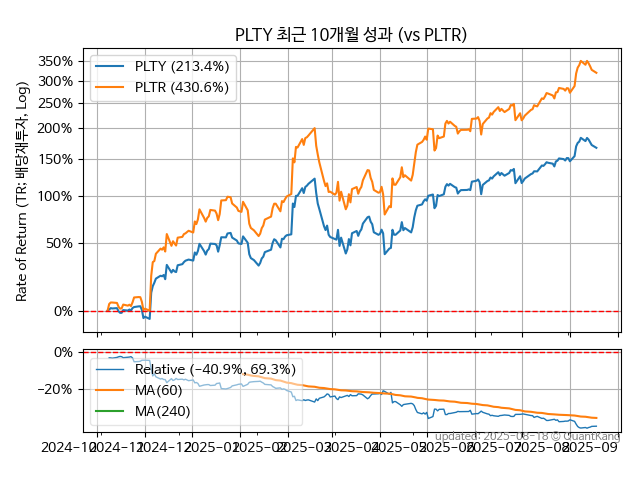 PLTY 최근 10개월 성과 (vs PLTR)
Rate of Return (TR: 배당재투자, Log)
350%
300%
250%
200%
150%
100%
50%
0%
PLTY (213.4%)
PLTR (430.6%)
0%
−20%
Relative (−40.9%, 69.3%)
MA(60)
MA(240)
updated: 2025-08-18 © QuantKang
2024-10 2024-11 2024-12 2025-01 2025-02 2025-03 2025-04 2025-05 2025-06 2025-07 2025-08 2025-09